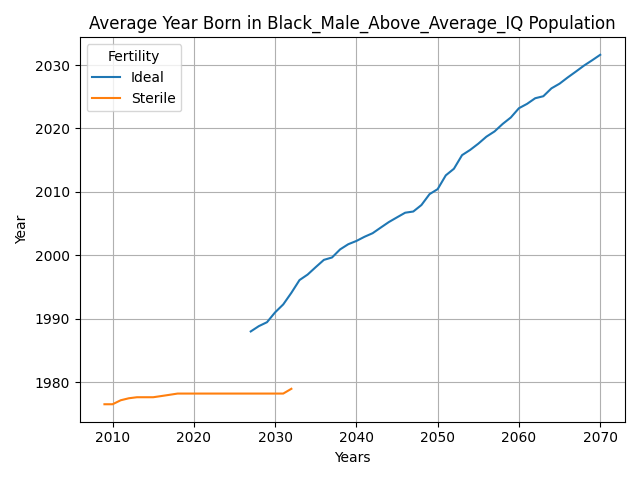 Average Year Born in Black_Male_Above_Average_IQ Population
Fertility
Ideal
Sterile
Year
2030
2020
2010
2000
1990
1980
2010 2020 2030 2040 2050 2060 2070
Years